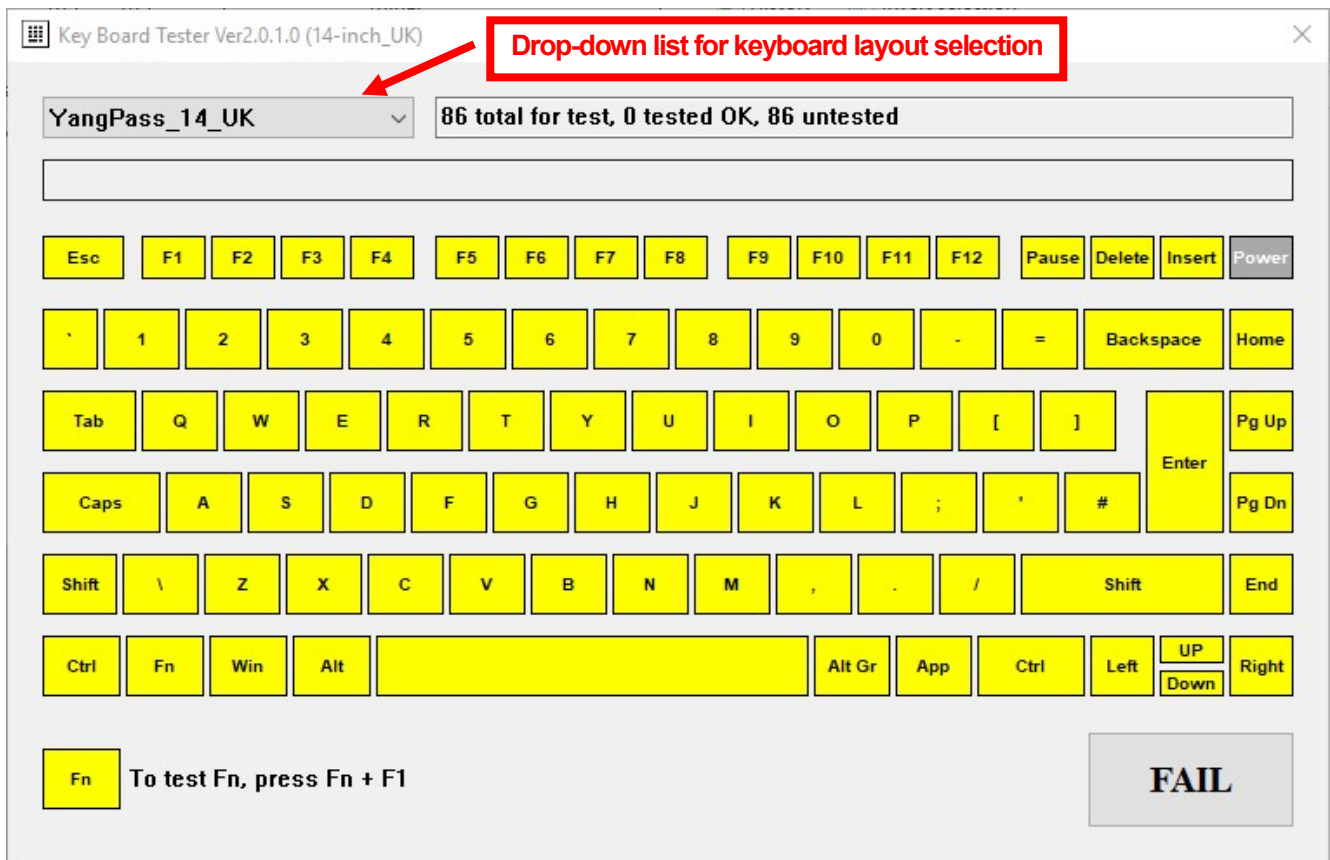 Key Board Tester Ver2.0.1.0 (14-inch_UK)
Drop-down list for keyboard layout selection
YangPass_14_UK
86 total for test, 0 tested OK, 86 untested
Esc F1 F2 F3 F4 F5 F6 F7 F8 F9 F10 F11 F12 Pause Delete Insert Power
` 1 2 3 4 5 6 7 8 9 0 - = Backspace Home
Tab Q W E R T Y U I O P [ ] Enter Pg Up
Caps A S D F G H J K L ; ' # Pg Dn
Shift \ Z X C V B N M , . / Shift End
Ctrl Fn Win Alt Alt Gr App Ctrl Left UP Down Right
Fn To test Fn, press Fn + F1
FAIL